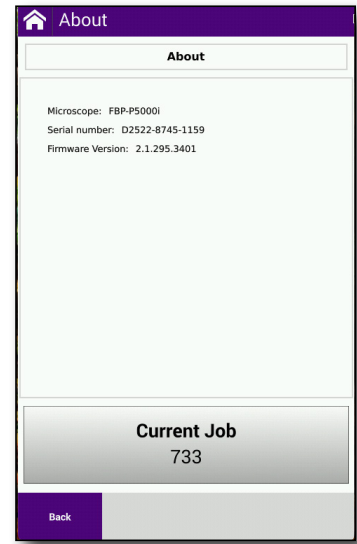 About
About
Microscope: FBP-P5000i
Serial number: D2522-8745-1159
Firmware Version: 2.1.295.3401
Current Job
733
Back